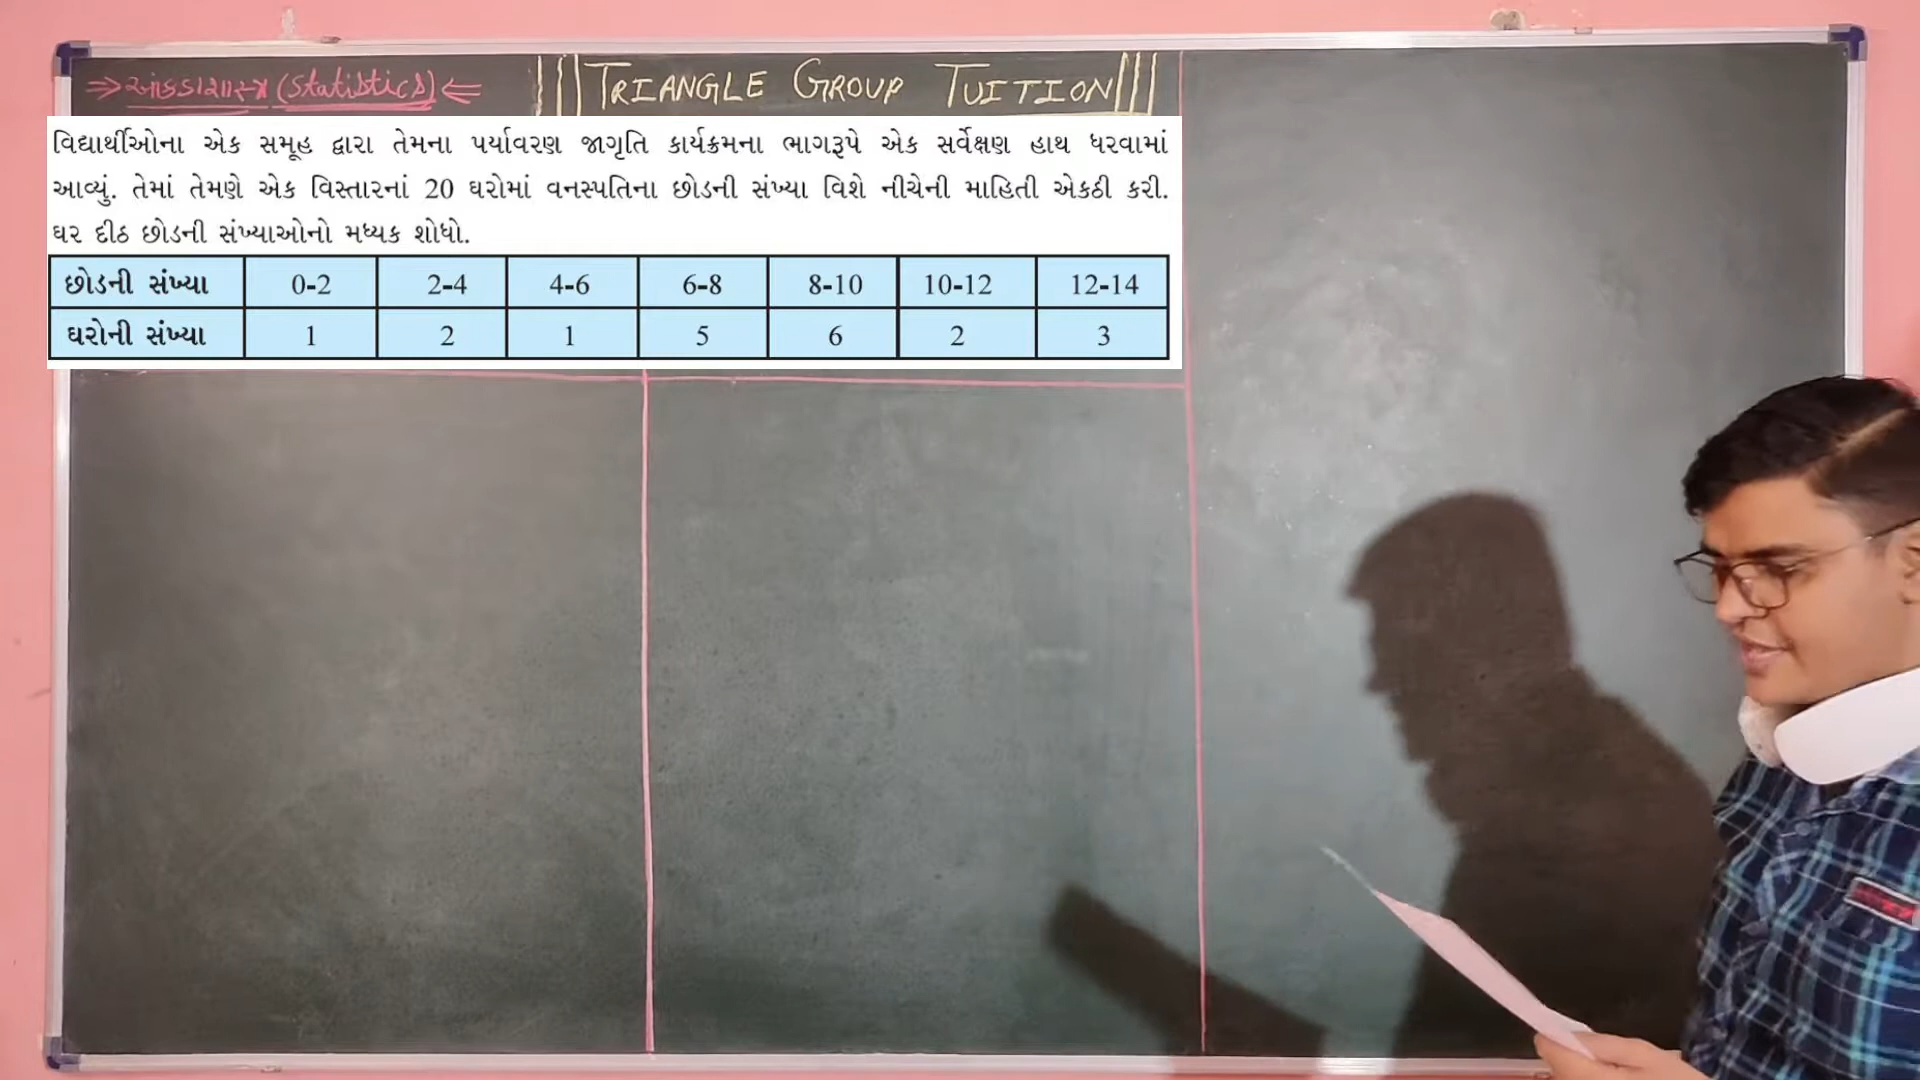 ⇒ આંકડાશાસ્ત્ર (Statistics) ⇐ ||| TRIANGLE GROUP TUITION |||
વિદ્યાર્થીઓના એક સમૂહ દ્વારા તેમના પર્યાવરણ જાગૃતિ કાર્યક્રમના ભાગરૂપે એક સર્વેક્ષણ હાથ ધરવામાં
આવ્યું. તેમાં તેમણે એક વિસ્તારનાં 20 ઘરોમાં વનસ્પતિના છોડની સંખ્યા વિશે નીચેની માહિતી એકઠી કરી.
ઘર દીઠ છોડની સંખ્યાઓનો મધ્યક શોધો.
છોડની સંખ્યા 0-2 2-4 4-6 6-8 8-10 10-12 12-14
ઘરોની સંખ્યા 1 2 1 5 6 2 3